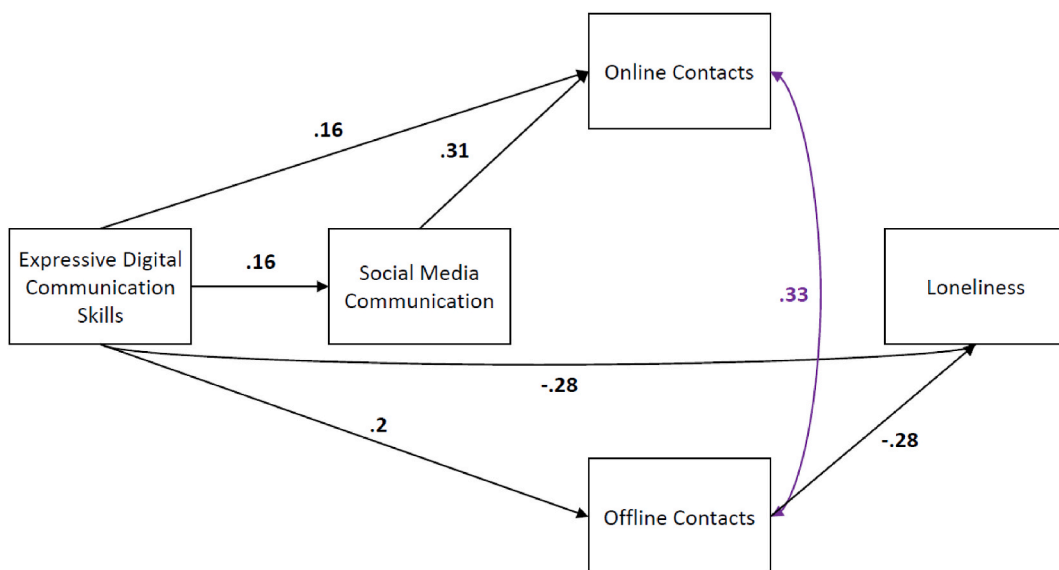 Online Contacts
.16
.31
Expressive Digital
Communication
Skills
.16
Social Media
Communication
.33
Loneliness
-.28
.2
-.28
Offline Contacts